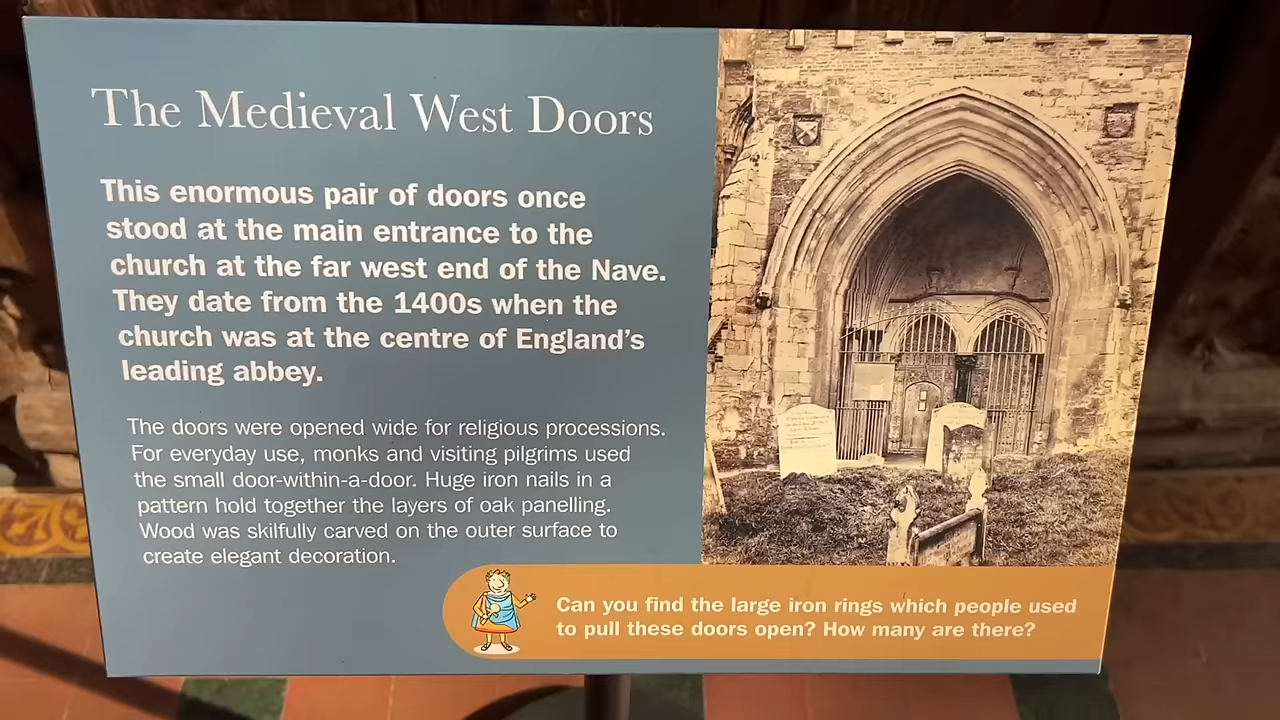 The Medieval West Doors
This enormous pair of doors once
stood at the main entrance to the
church at the far west end of the Nave.
They date from the 1400s when the
church was at the centre of England's
leading abbey.
The doors were opened wide for religious processions.
For everyday use, monks and visiting pilgrims used
the small door-within-a-door. Huge iron nails in a
pattern hold together the layers of oak panelling.
Wood was skilfully carved on the outer surface to
create elegant decoration.
Can you find the large iron rings which people used
to pull these doors open? How many are there?